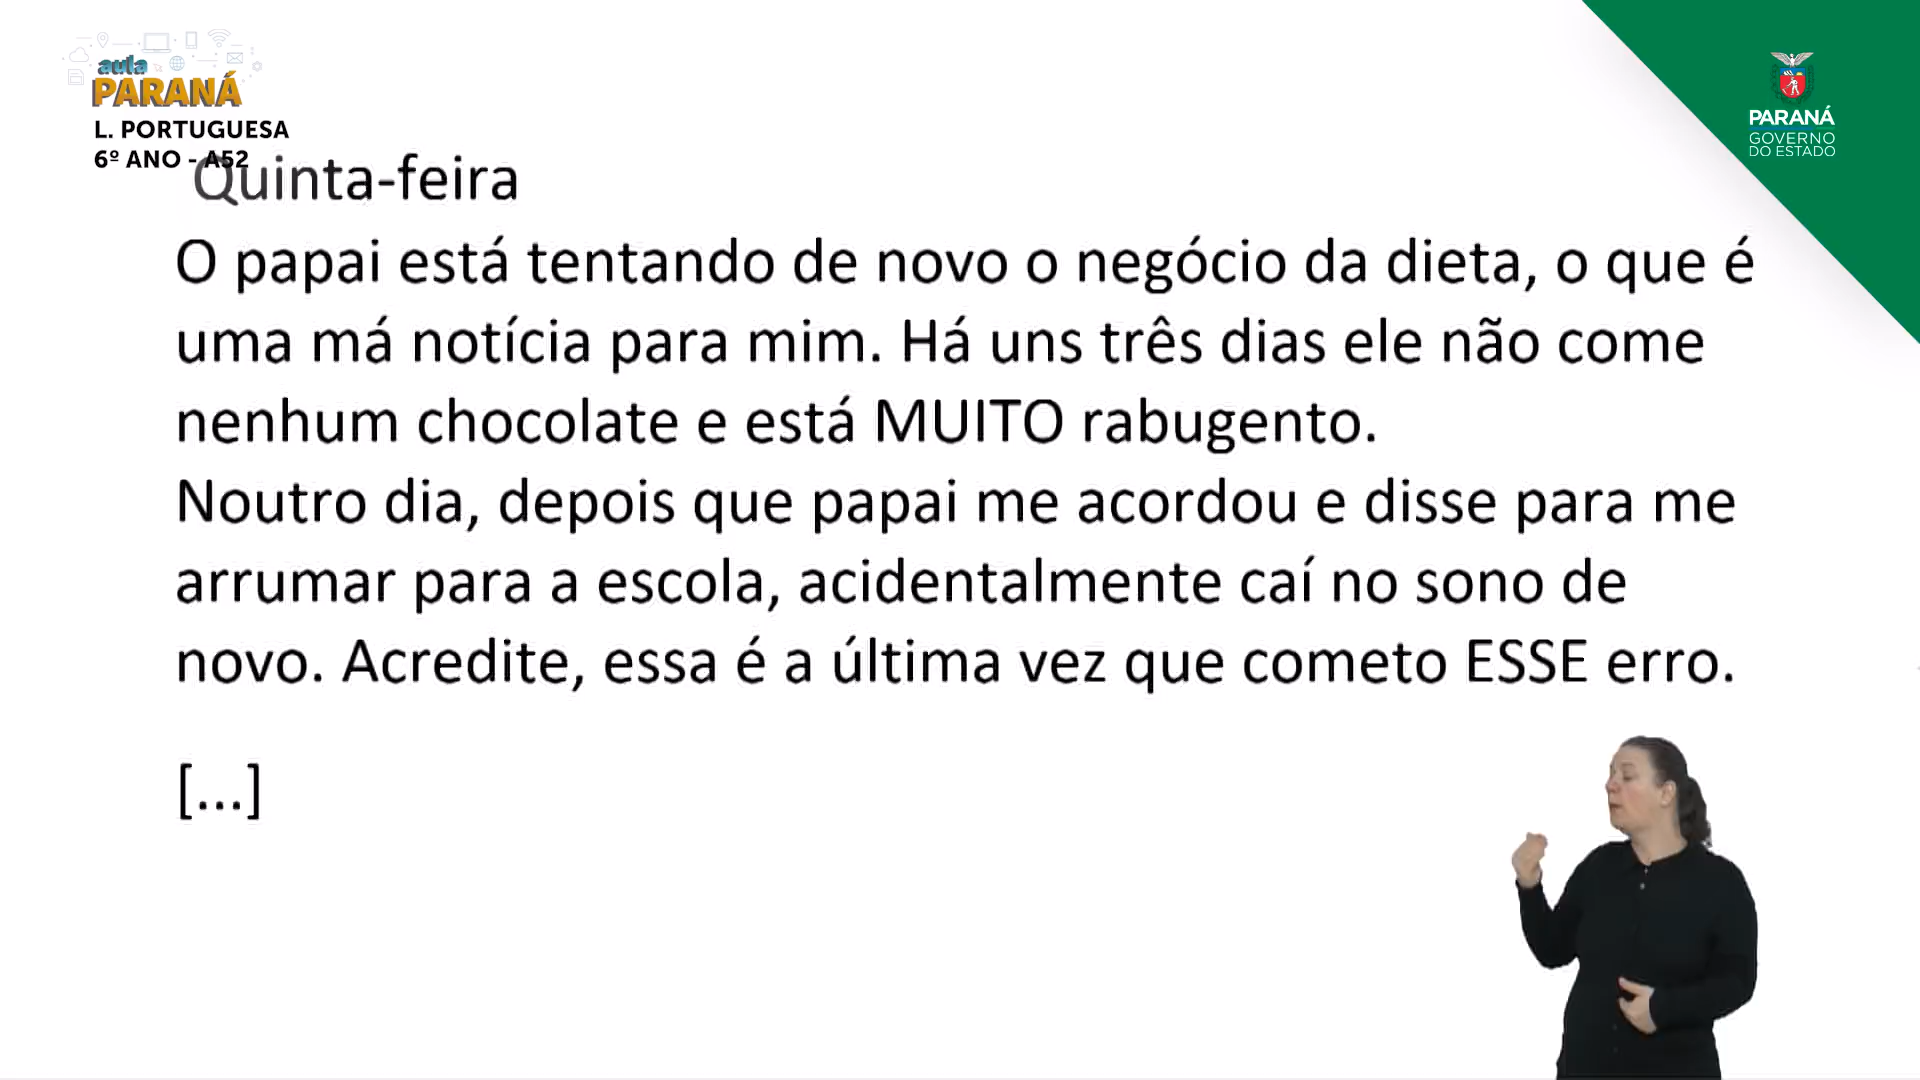 aula
PARANÁ
L. PORTUGUESA
6º ANO - A52
PARANÁ
GOVERNO
DO ESTADO
Quinta-feira
O papai está tentando de novo o negócio da dieta, o que é
uma má notícia para mim. Há uns três dias ele não come
nenhum chocolate e está MUITO rabugento.
Noutro dia, depois que papai me acordou e disse para me
arrumar para a escola, acidentalmente caí no sono de
novo. Acredite, essa é a última vez que cometo ESSE erro.
[...]